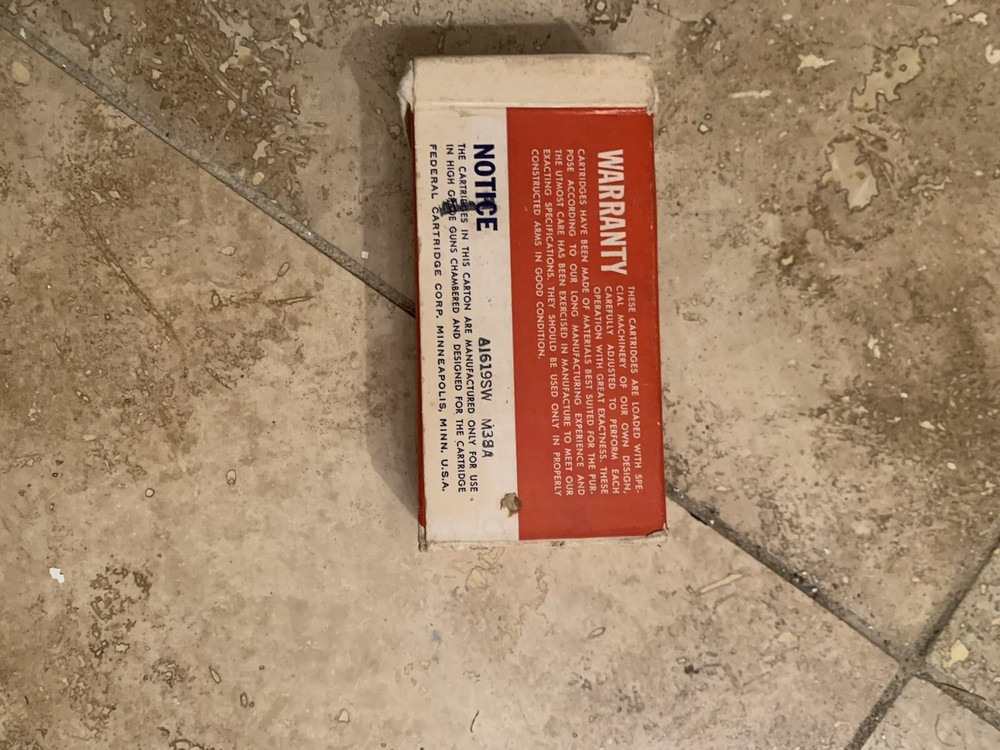 WARRANTY
THESE CARTRIDGES ARE LOADED WITH SPE-
CIAL MACHINERY OF OUR OWN DESIGN,
CAREFULLY ADJUSTED TO PERFORM EACH
OPERATION WITH GREAT EXACTNESS. THESE
CARTRIDGES HAVE BEEN MADE OF MATERIALS BEST SUITED FOR THE PUR-
POSE ACCORDING TO OUR LONG MANUFACTURING EXPERIENCE AND
THE UTMOST CARE HAS BEEN EXERCISED IN MANUFACTURE TO MEET OUR
EXACTING SPECIFICATIONS. THEY SHOULD BE USED ONLY IN PROPERLY
CONSTRUCTED ARMS IN GOOD CONDITION.
NOTICE
A1619SW M38A
THE CARTRIDGES IN THIS CARTON ARE MANUFACTURED ONLY FOR USE
IN HIGH GRADE GUNS CHAMBERED AND DESIGNED FOR THE CARTRIDGE
FEDERAL CARTRIDGE CORP. MINNEAPOLIS, MINN. U.S.A.